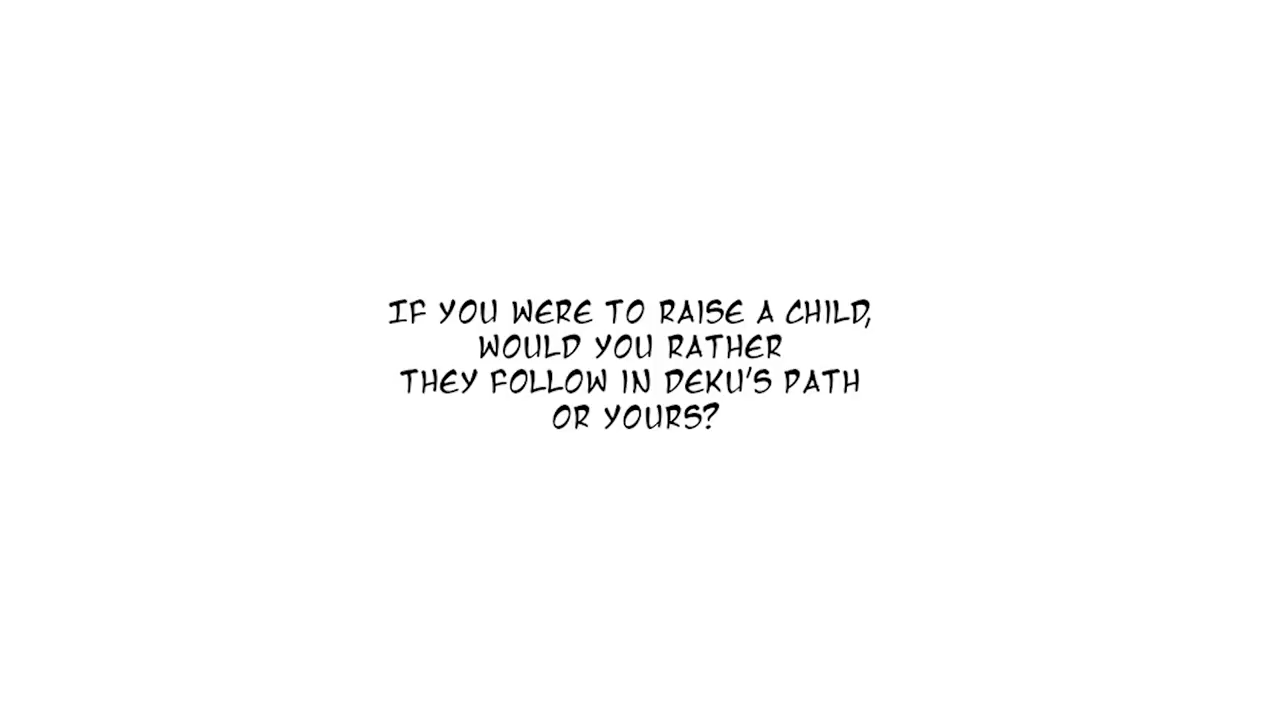 IF YOU WERE TO RAISE A CHILD,
WOULD YOU RATHER
THEY FOLLOW IN DEKU'S PATH
OR YOURS?